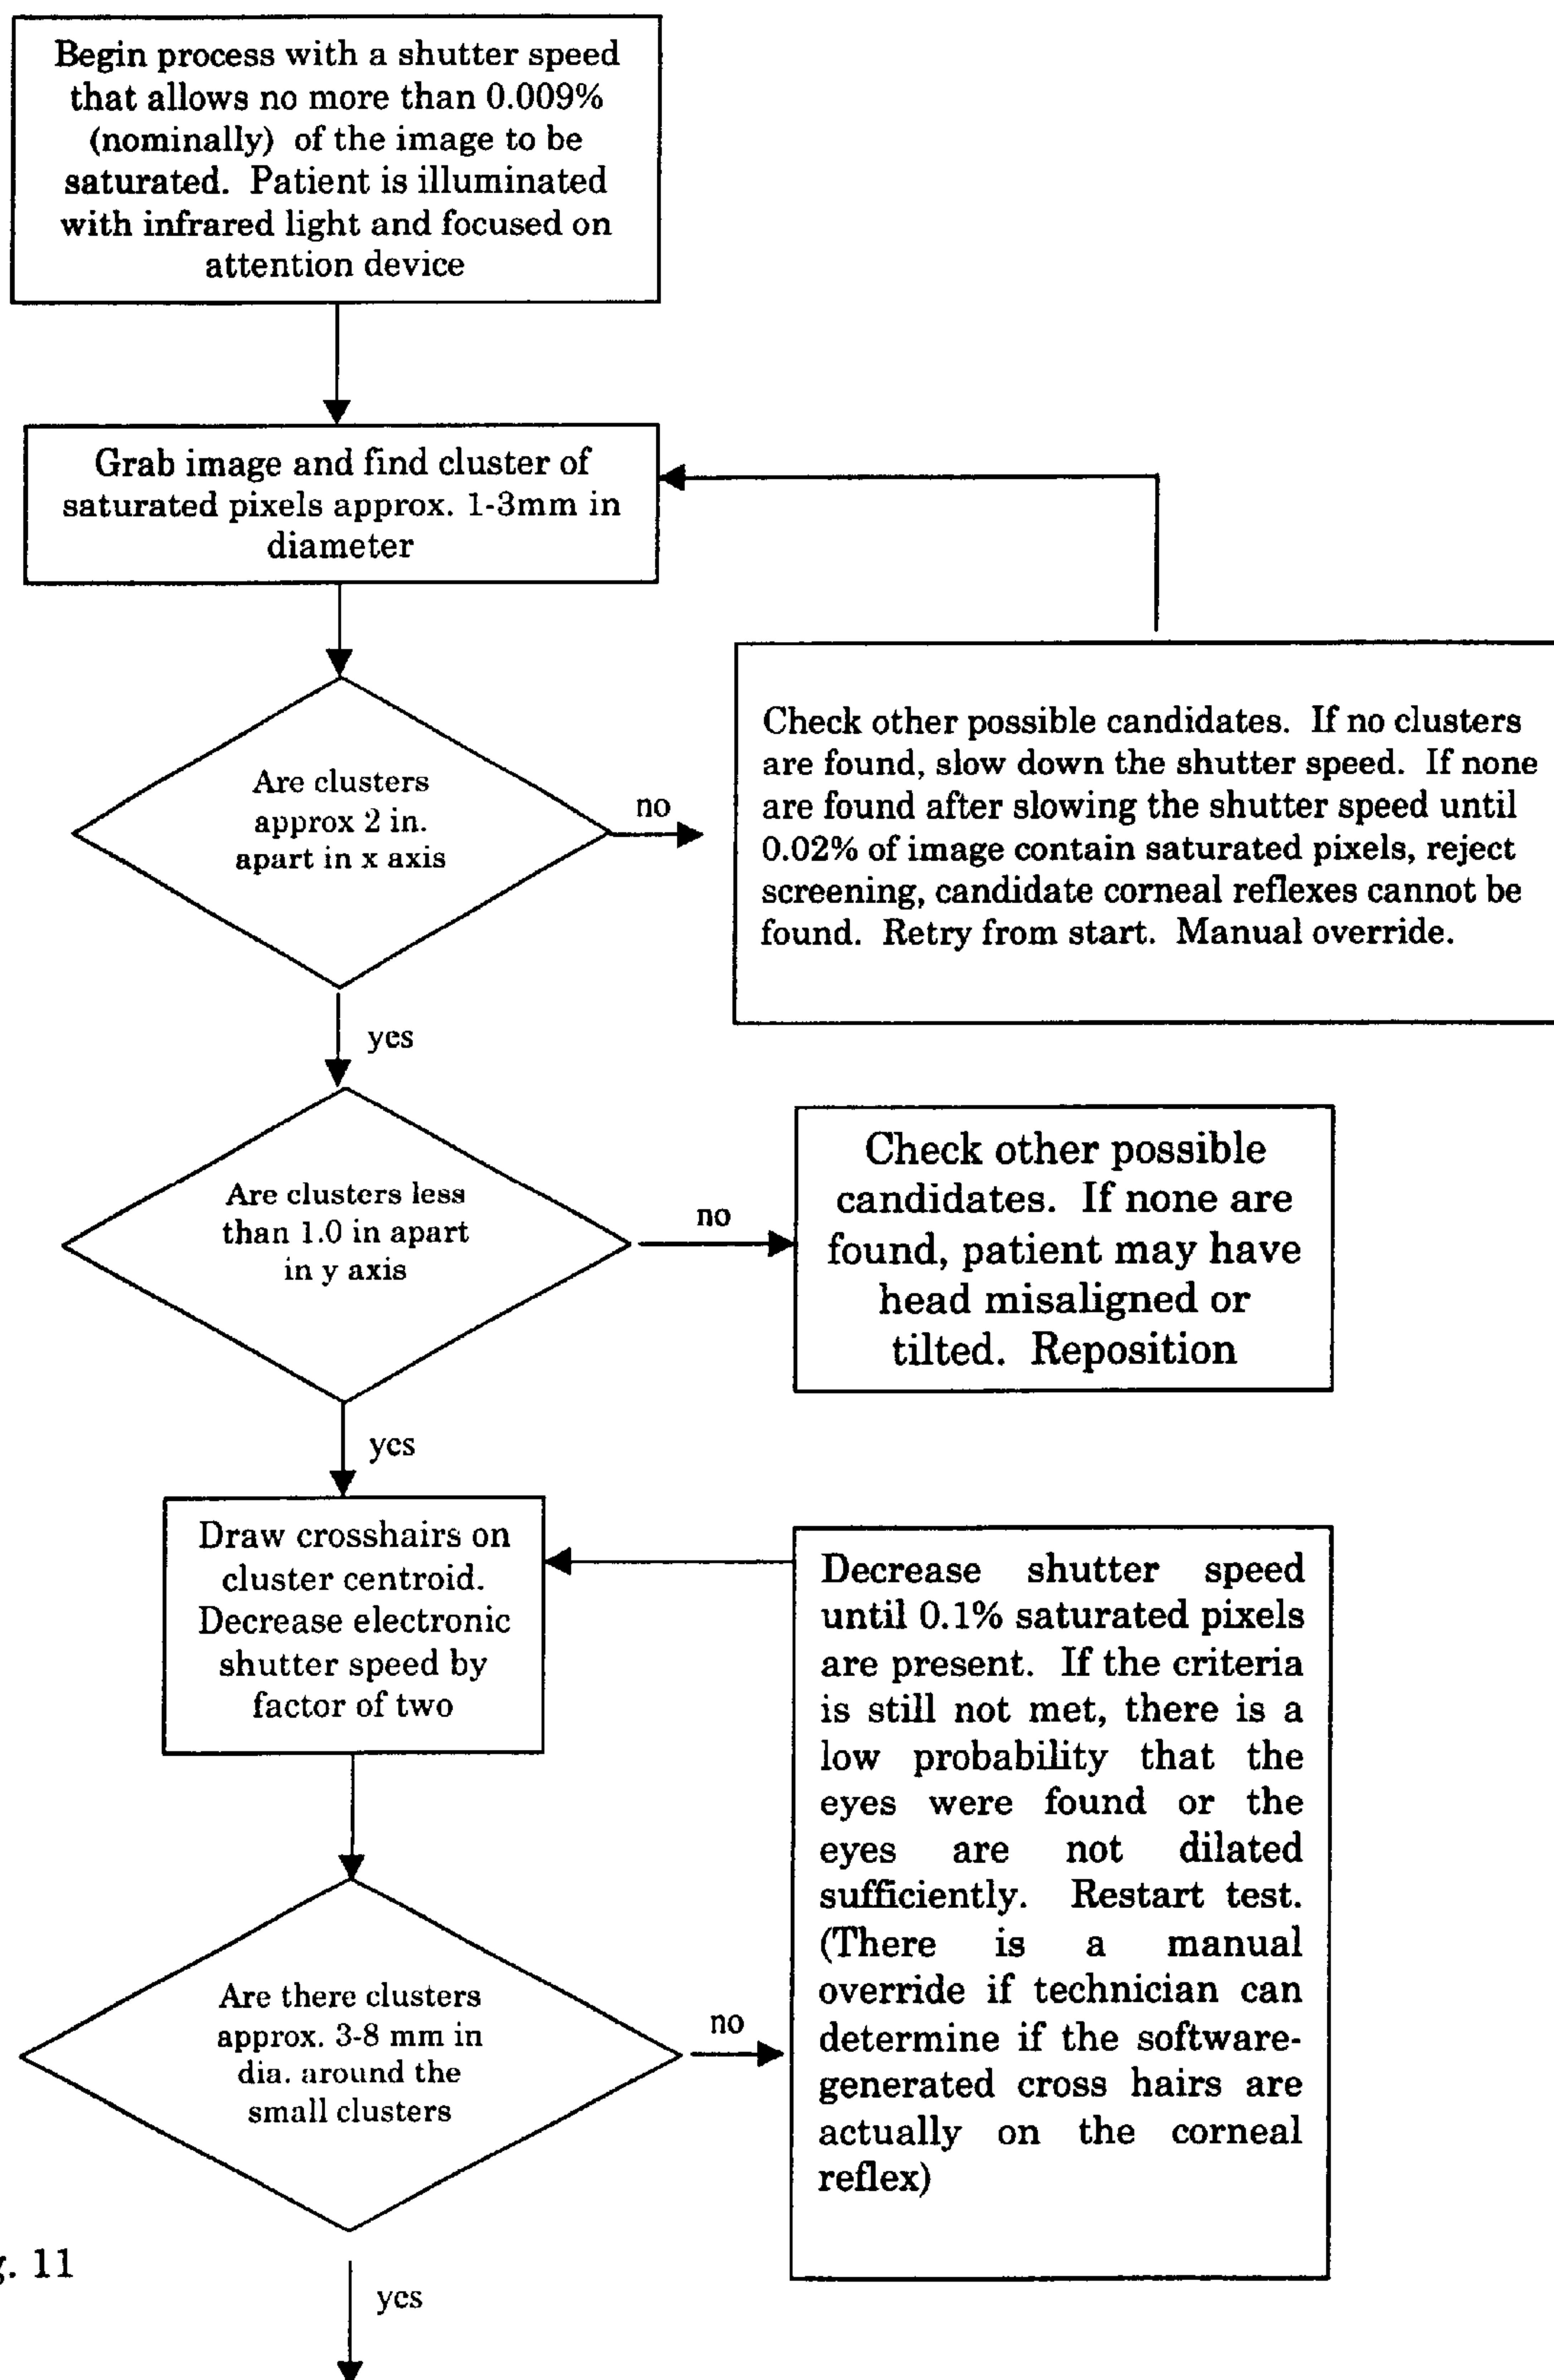 Begin process with a shutter speed
that allows no more than 0.009%
(nominally) of the image to be
saturated. Patient is illuminated
with infrared light and focused on
attention device
Grab image and find cluster of
saturated pixels approx. 1-3mm in
diameter
Are clusters
approx 2 in.
apart in x axis
no
Check other possible candidates. If no clusters
are found, slow down the shutter speed. If none
are found after slowing the shutter speed until
0.02% of image contain saturated pixels, reject
screening, candidate corneal reflexes cannot be
found. Retry from start. Manual override.
yes
Are clusters less
than 1.0 in apart
in y axis
no
Check other possible
candidates. If none are
found, patient may have
head misaligned or
tilted. Reposition
yes
Draw crosshairs on
cluster centroid.
Decrease electronic
shutter speed by
factor of two
Decrease shutter speed
until 0.1% saturated pixels
are present. If the criteria
is still not met, there is a
low probability that the
eyes were found or the
eyes are not dilated
sufficiently. Restart test.
(There is a manual
override if technician can
determine if the software-
generated cross hairs are
actually on the corneal
reflex)
Are there clusters
approx. 3-8 mm in
dia. around the
small clusters
no
g. 11
yes